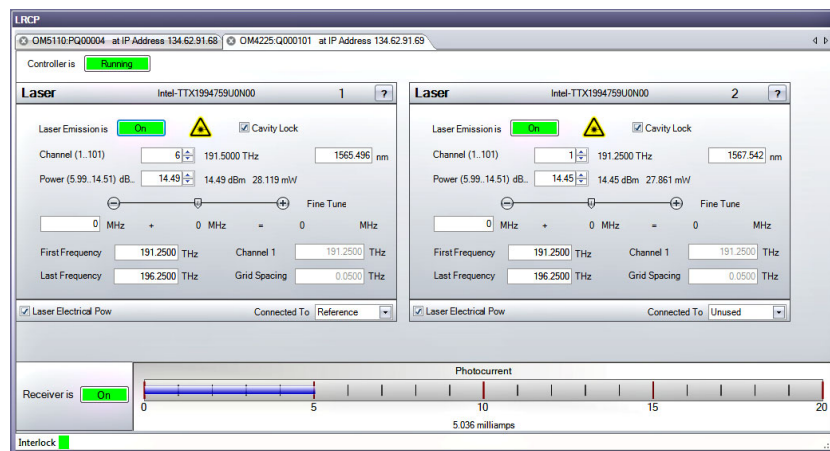 LRCP
OM5110:PQ00004 at IP Address 134.62.91.68 OM4225:Q000101 at IP Address 134.62.91.69
Controller is Running
Laser Intel-TTX1994759U0N00 1 ?
Laser Emission is On Cavity Lock
Channel (1..101) 6 191.5000 THz 1565.496 nm
Power (5.99..14.51) dB.. 14.49 14.49 dBm 28.119 mW
Fine Tune
0 MHz + 0 MHz = 0 MHz
First Frequency 191.2500 THz Channel 1 191.2500 THz
Last Frequency 196.2500 THz Grid Spacing 0.0500 THz
Laser Electrical Pow Connected To Reference
Laser Intel-TTX1994759U0N00 2 ?
Laser Emission is On Cavity Lock
Channel (1..101) 1 191.2500 THz 1567.542 nm
Power (5.99..14.51) dB.. 14.45 14.45 dBm 27.861 mW
Fine Tune
0 MHz + 0 MHz = 0 MHz
First Frequency 191.2500 THz Channel 1 191.2500 THz
Last Frequency 196.2500 THz Grid Spacing 0.0500 THz
Laser Electrical Pow Connected To Unused
Photocurrent
Receiver is On
0 5 10 15 20
5.036 milliamps
Interlock